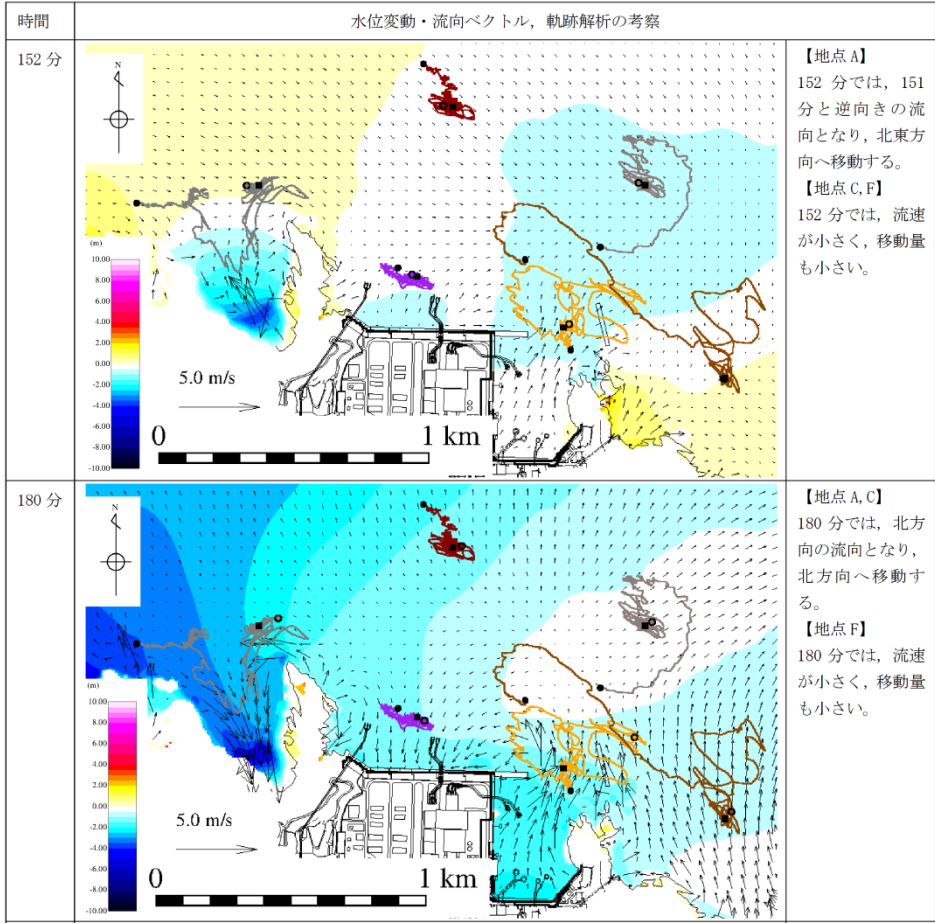 時間
水位変動・流向ベクトル，軌跡解析の考察
152 分
N
(m)
10.00
8.00
6.00
4.00
2.00
0.00
-2.00
-4.00
-6.00
-8.00
-10.00
5.0 m/s
0
1 km
【地点 A】
152 分では，151
分と逆向きの流
向となり，北東方
向へ移動する。
【地点 C,F】
152 分では，流速
が小さく，移動量
も小さい。
180 分
N
(m)
10.00
8.00
6.00
4.00
2.00
0.00
-2.00
-4.00
-6.00
-8.00
-10.00
5.0 m/s
0
1 km
【地点 A,C】
180 分では，北方
向の流向となり，
北方向へ移動す
る。
【地点 F】
180 分では，流速
が小さく，移動量
も小さい。